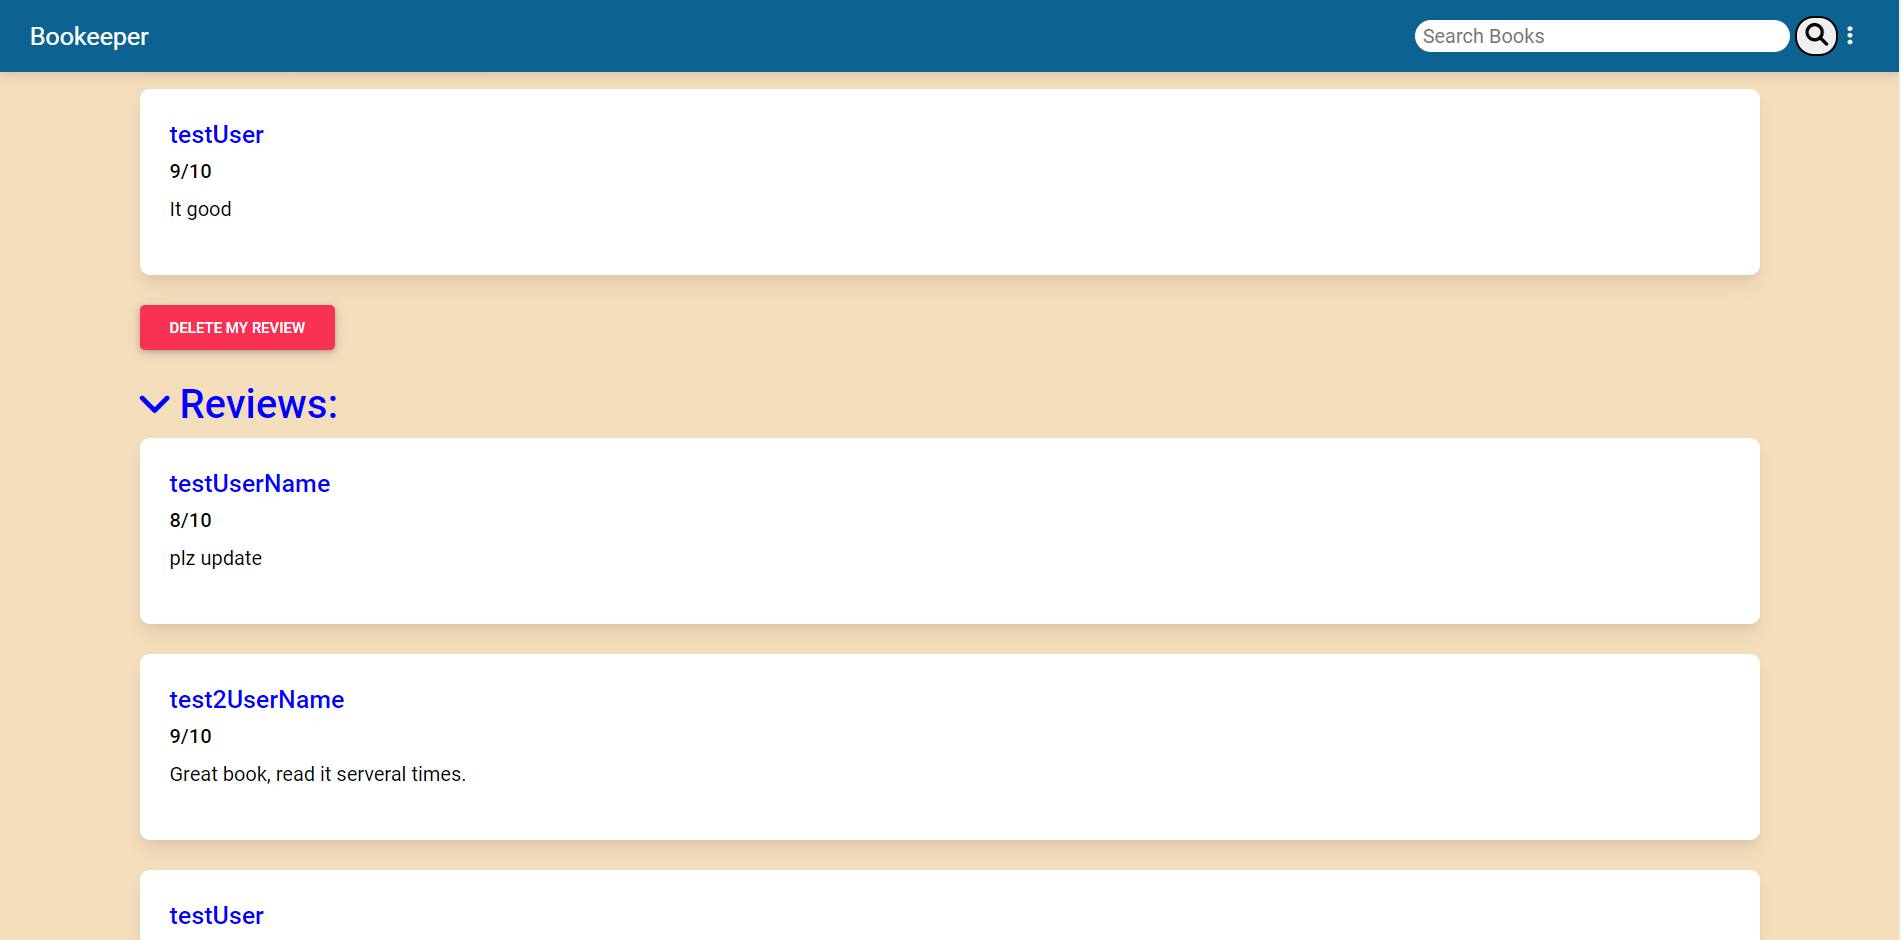 Bookeeper
Search Books
testUser
9/10
It good
DELETE MY REVIEW
Reviews:
testUserName
8/10
plz update
test2UserName
9/10
Great book, read it serveral times.
testUser